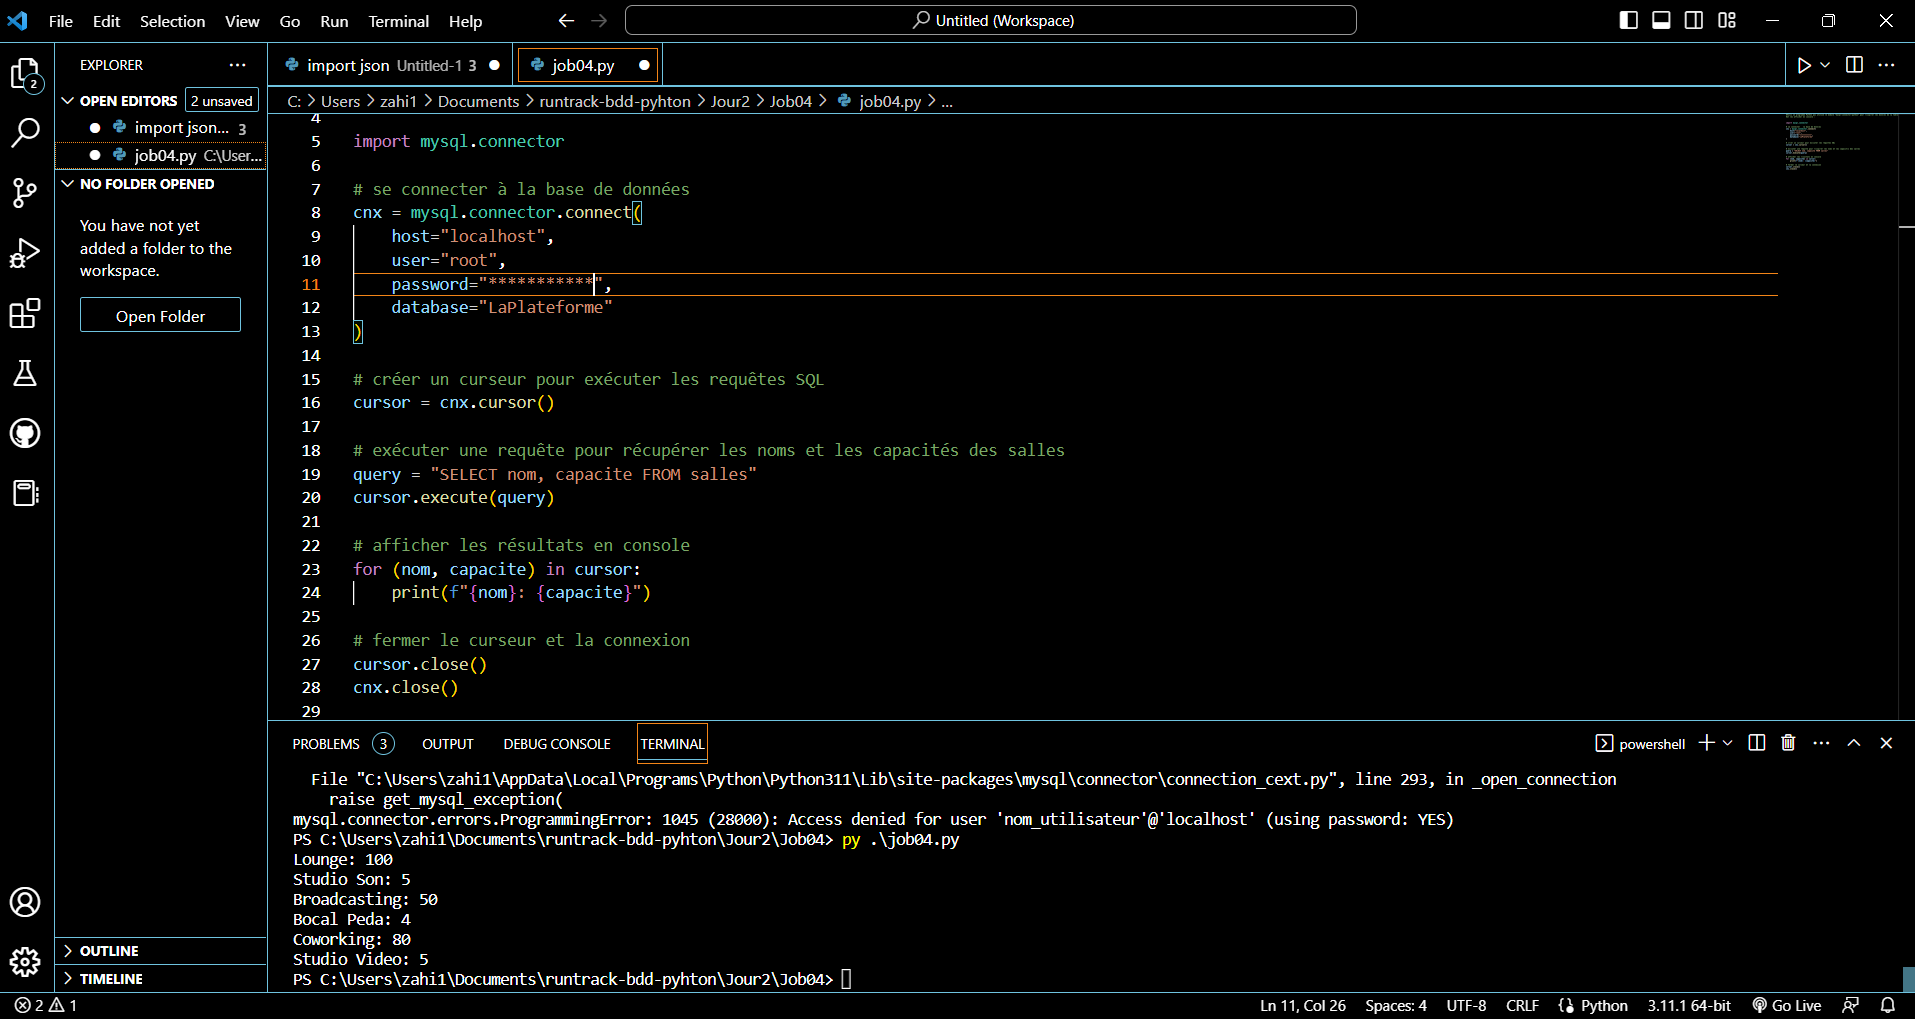 File Edit Selection View Go Run Terminal Help Untitled (Workspace)
EXPLORER
OPEN EDITORS 2 unsaved
import json... 3
job04.py C:\User...
NO FOLDER OPENED
You have not yet
added a folder to the
workspace.
Open Folder
OUTLINE
TIMELINE
2
import json Untitled-1 3
job04.py
C: > Users > zahi1 > Documents > runtrack-bdd-pyhton > Jour2 > Job04 > job04.py > ...
4
5 import mysql.connector
6
7 # se connecter à la base de données
8 cnx = mysql.connector.connect(
9     host="localhost",
10     user="root",
11     password="***********",
12     database="LaPlateforme"
13 )
14
15 # créer un curseur pour exécuter les requêtes SQL
16 cursor = cnx.cursor()
17
18 # exécuter une requête pour récupérer les noms et les capacités des salles
19 query = "SELECT nom, capacite FROM salles"
20 cursor.execute(query)
21
22 # afficher les résultats en console
23 for (nom, capacite) in cursor:
24     print(f"{nom}: {capacite}")
25
26 # fermer le curseur et la connexion
27 cursor.close()
28 cnx.close()
29
PROBLEMS 3 OUTPUT DEBUG CONSOLE TERMINAL powershell
File "C:\Users\zahi1\AppData\Local\Programs\Python\Python311\Lib\site-packages\mysql\connector\connection_cext.py", line 293, in _open_connection
raise get_mysql_exception(
mysql.connector.errors.ProgrammingError: 1045 (28000): Access denied for user 'nom_utilisateur'@'localhost' (using password: YES)
PS C:\Users\zahi1\Documents\runtrack-bdd-pyhton\Jour2\Job04> py .\job04.py
Lounge: 100
Studio Son: 5
Broadcasting: 50
Bocal Peda: 4
Coworking: 80
Studio Video: 5
PS C:\Users\zahi1\Documents\runtrack-bdd-pyhton\Jour2\Job04>
2 1 Ln 11, Col 26 Spaces: 4 UTF-8 CRLF Python 3.11.1 64-bit Go Live